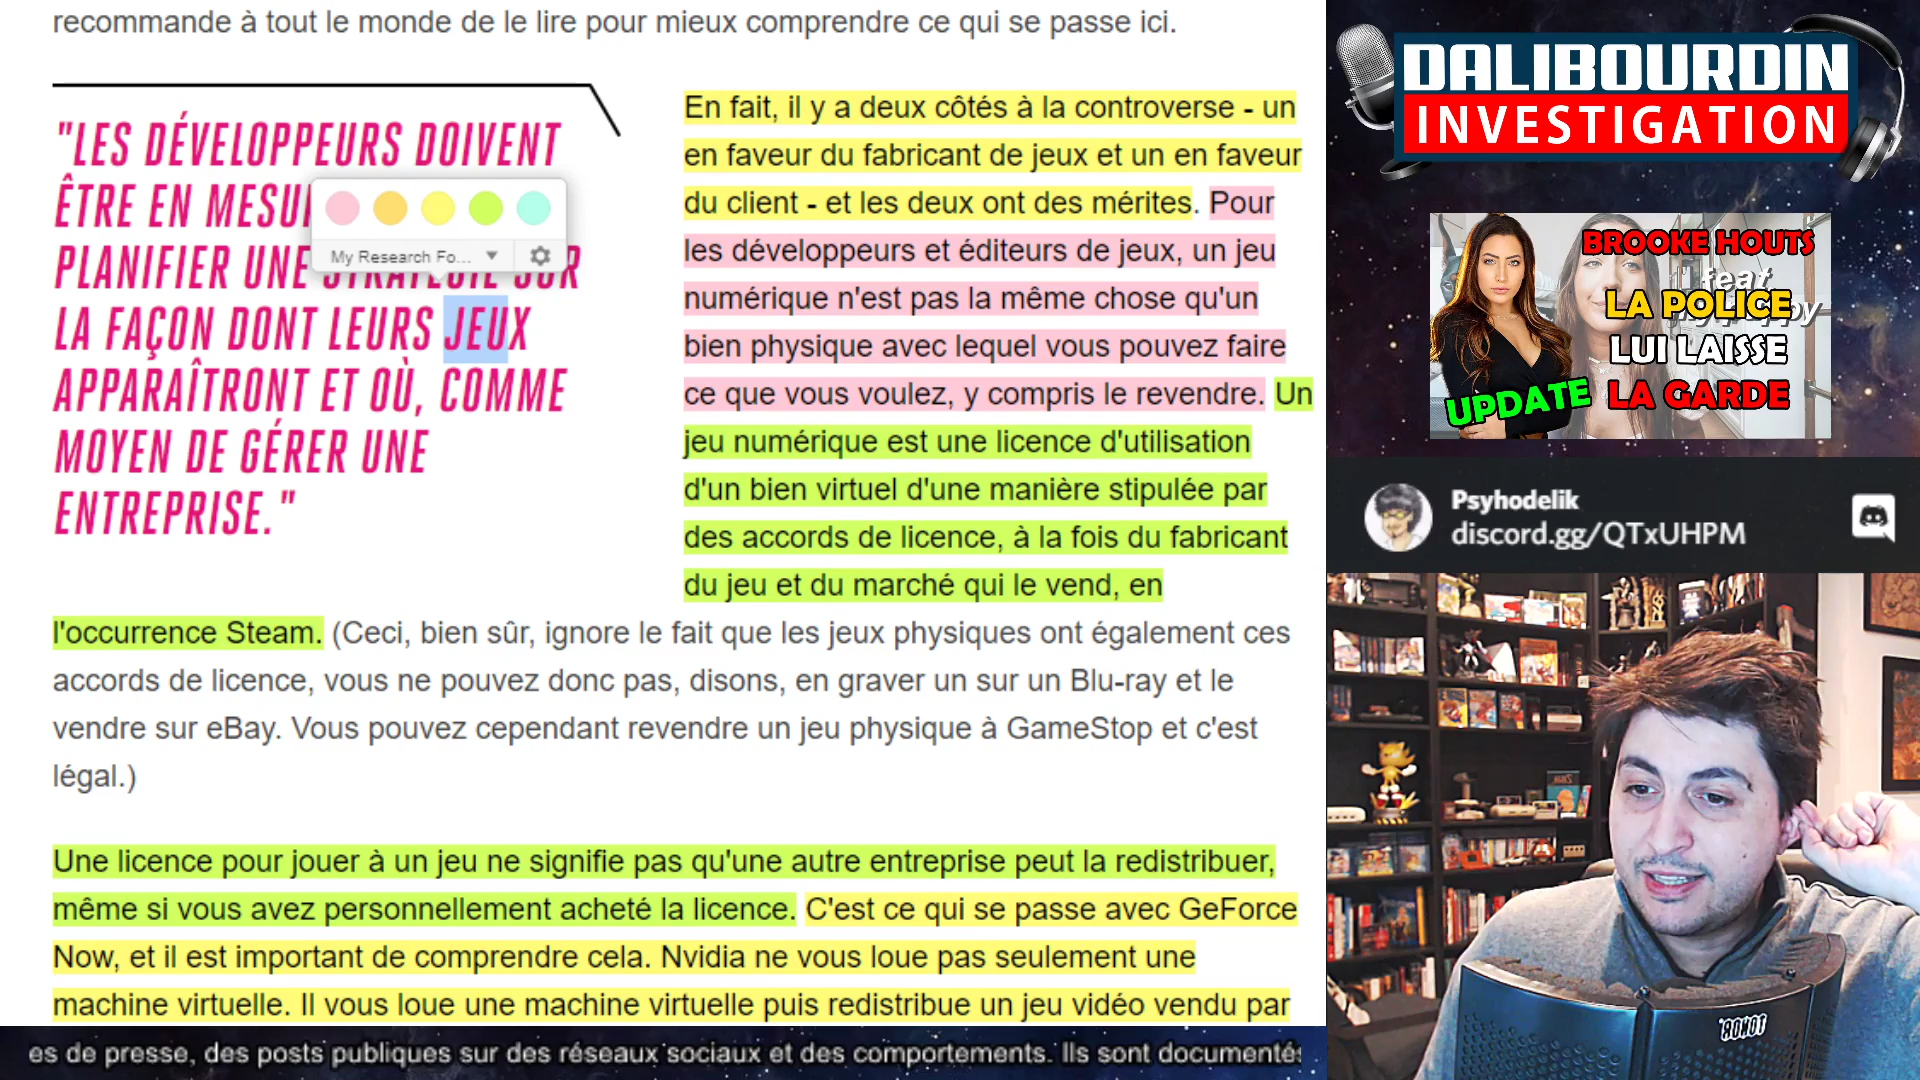 recommande à tout le monde de le lire pour mieux comprendre ce qui se passe ici.
"LES DÉVELOPPEURS DOIVENT
ÊTRE EN MESU
PLANIFIER UNE STRATÉGIE SUR
LA FAÇON DONT LEURS JEUX
APPARAÎTRONT ET OÙ, COMME
MOYEN DE GÉRER UNE
ENTREPRISE."
My Research Fo...
En fait, il y a deux côtés à la controverse - un
en faveur du fabricant de jeux et un en faveur
du client - et les deux ont des mérites. Pour
les développeurs et éditeurs de jeux, un jeu
numérique n'est pas la même chose qu'un
bien physique avec lequel vous pouvez faire
ce que vous voulez, y compris le revendre. Un
jeu numérique est une licence d'utilisation
d'un bien virtuel d'une manière stipulée par
des accords de licence, à la fois du fabricant
du jeu et du marché qui le vend, en
l'occurrence Steam. (Ceci, bien sûr, ignore le fait que les jeux physiques ont également ces
accords de licence, vous ne pouvez donc pas, disons, en graver un sur un Blu-ray et le
vendre sur eBay. Vous pouvez cependant revendre un jeu physique à GameStop et c'est
légal.)
Une licence pour jouer à un jeu ne signifie pas qu'une autre entreprise peut la redistribuer,
même si vous avez personnellement acheté la licence. C'est ce qui se passe avec GeForce
Now, et il est important de comprendre cela. Nvidia ne vous loue pas seulement une
machine virtuelle. Il vous loue une machine virtuelle puis redistribue un jeu vidéo vendu par
es de presse, des posts publiques sur des réseaux sociaux et des comportements. Ils sont documentés
DALIBOURDIN
INVESTIGATION
BROOKE HOUTS
feat
LA POLICE
LUI LAISSE
LA GARDE
UPDATE
Psyhodelik
discord.gg/QTxUHPM